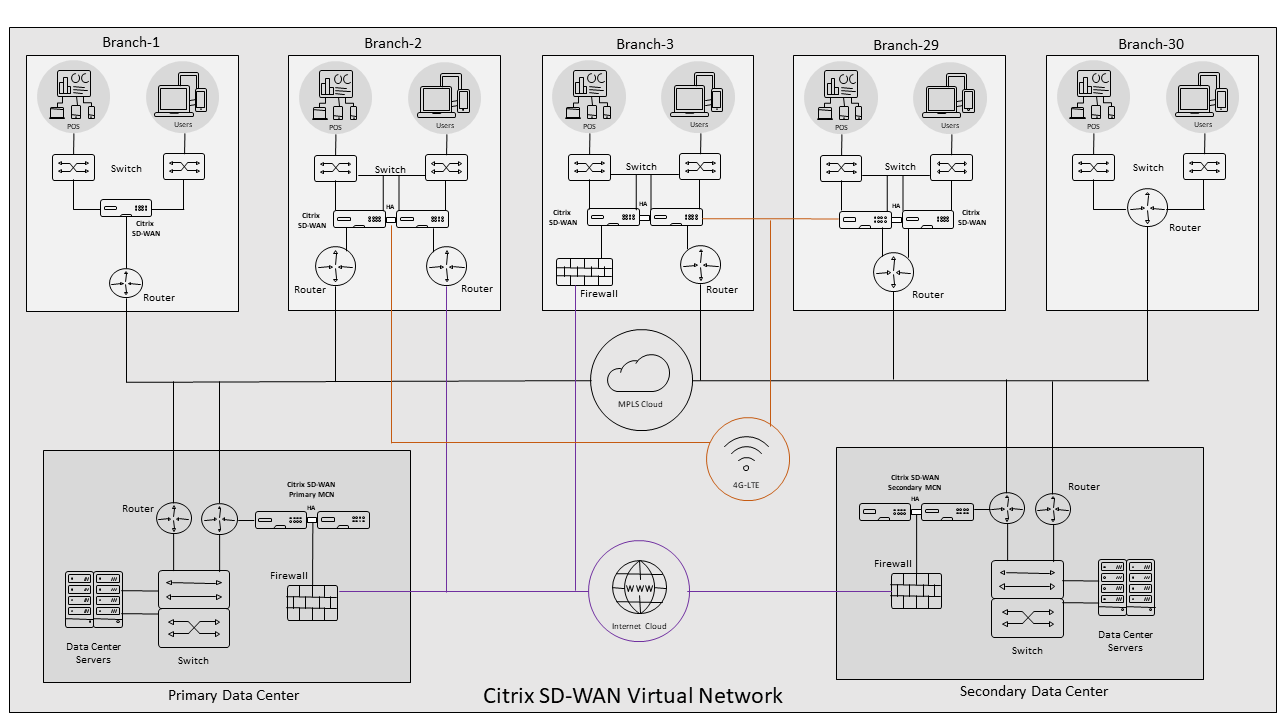 Branch-1
Branch-2
Branch-3
Branch-29
Branch-30
POS
Users
POS
Users
POS
Users
POS
Users
POS
Users
Switch
Switch
Switch
Switch
Switch
Citrix
SD-WAN
Citrix
SD-WAN
HA
Citrix
SD-WAN
HA
HA
Citrix
SD-WAN
Router
Router
Router
Router
Firewall
Router
Router
MPLS Cloud
4G-LTE
Citrix SD-WAN
Primary MCN
HA
Router
Firewall
Data Center
Servers
Switch
Primary Data Center
WWW
Internet Cloud
Citrix SD-WAN
Secondary MCN
HA
Router
Firewall
Data Center
Servers
Switch
Secondary Data Center
Citrix SD-WAN Virtual Network